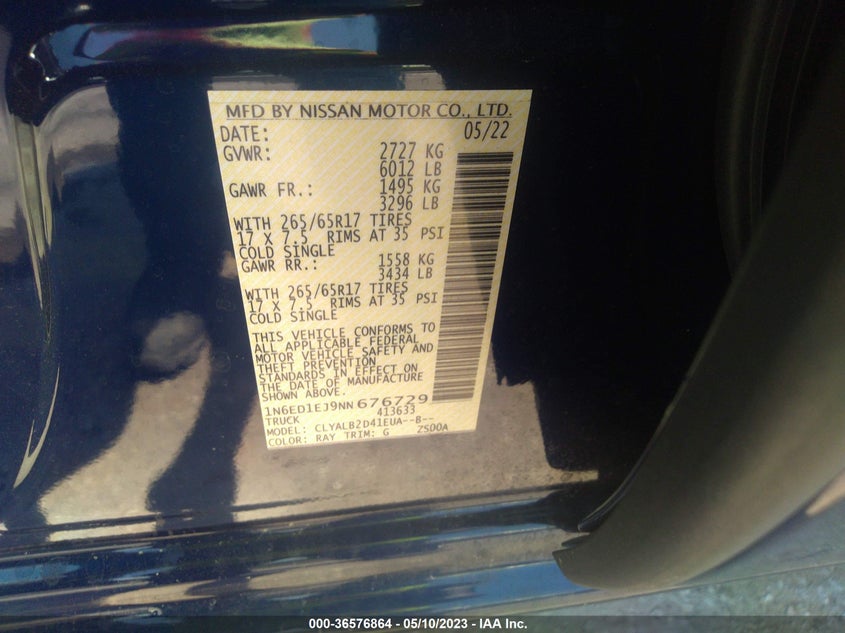 MFD BY NISSAN MOTOR CO., LTD.
DATE: 05/22
GVWR: 2727 KG
6012 LB
GAWR FR.: 1495 KG
3296 LB
WITH 265/65R17 TIRES
17 X 7.5 RIMS AT 35 PSI
COLD SINGLE
GAWR RR.: 1558 KG
3434 LB
WITH 265/65R17 TIRES
17 X 7.5 RIMS AT 35 PSI
COLD SINGLE
THIS VEHICLE CONFORMS TO
ALL APPLICABLE FEDERAL
MOTOR VEHICLE SAFETY AND
THEFT PREVENTION
STANDARDS IN EFFECT ON
THE DATE OF MANUFACTURE
SHOWN ABOVE.
1N6ED1EJ9NN676729
TRUCK 413633
MODEL: CLYALB2D41EUA--B--
COLOR: RAY TRIM: G ZS00A
000-36576864 - 05/10/2023 - IAA Inc.